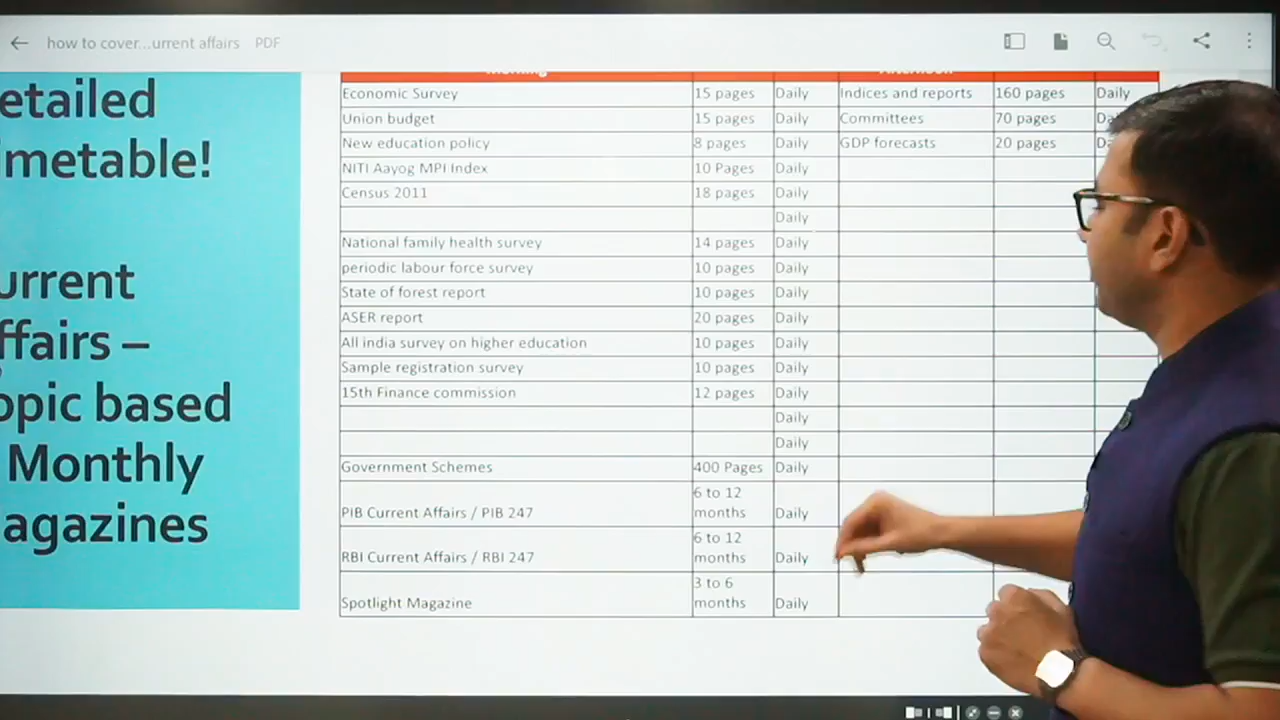 how to cover...urrent affairs PDF
etailed
metable!
urrent
ffairs –
opic based
Monthly
agazines
Morning Afternoon
Economic Survey 15 pages Daily Indices and reports 160 pages Daily
Union budget 15 pages Daily Committees 70 pages Da
New education policy 8 pages Daily GDP forecasts 20 pages Da
NITI Aayog MPI Index 10 Pages Daily
Census 2011 18 pages Daily
Daily
National family health survey 14 pages Daily
periodic labour force survey 10 pages Daily
State of forest report 10 pages Daily
ASER report 20 pages Daily
All india survey on higher education 10 pages Daily
Sample registration survey 10 pages Daily
15th Finance commission 12 pages Daily
Daily
Daily
Government Schemes 400 Pages Daily
6 to 12
PIB Current Affairs / PIB 247 months Daily
6 to 12
RBI Current Affairs / RBI 247 months Daily
3 to 6
Spotlight Magazine months Daily